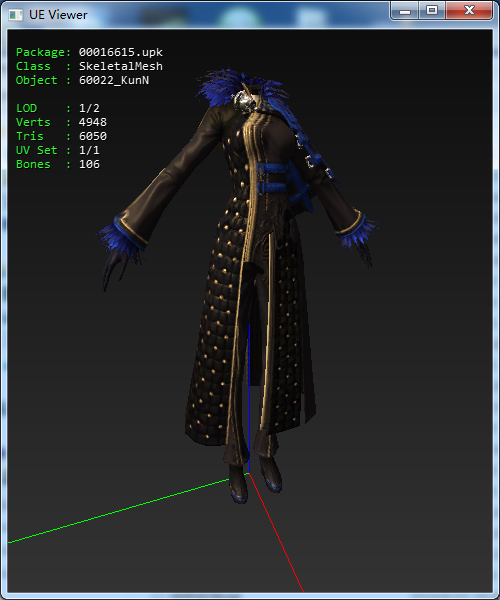 UE Viewer
Package: 00016615.upk
Class : SkeletalMesh
Object : 60022_KunN
LOD : 1/2
Verts : 4948
Tris : 6050
UV Set : 1/1
Bones : 106